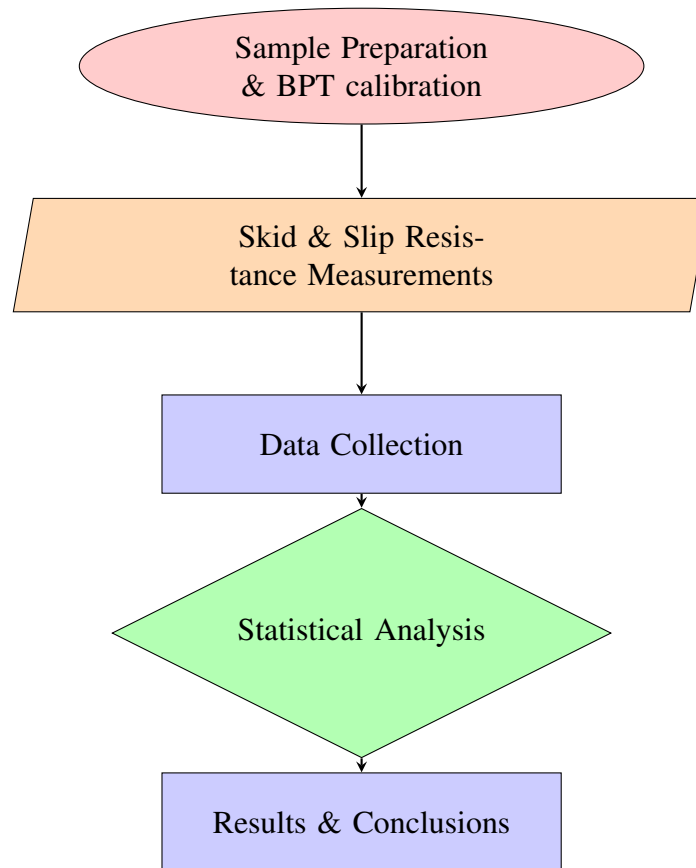 Sample Preparation
& BPT calibration
Skid & Slip Resis-
tance Measurements
Data Collection
Statistical Analysis
Results & Conclusions